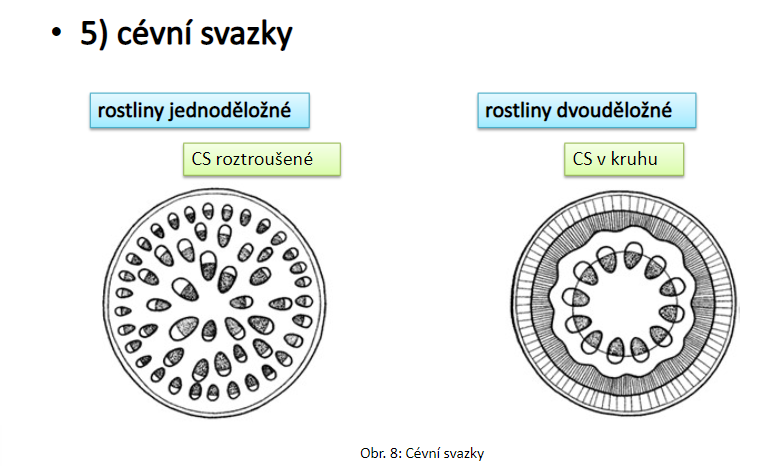 • 5) cévní svazky
rostliny jednoděložné
rostliny dvouděložné
CS roztroušené
CS v kruhu
Obr. 8: Cévní svazky